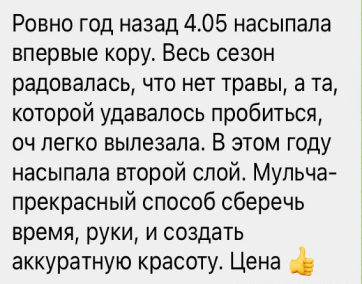 Ровно год назад 4.05 насыпала
впервые кору. Весь сезон
радовалась, что нет травы, а та,
которой удавалось пробиться,
оч легко вылезала. В этом году
насыпала второй слой. Мульча-
прекрасный способ сберечь
время, руки, и создать
аккуратную красоту. Цена 👍